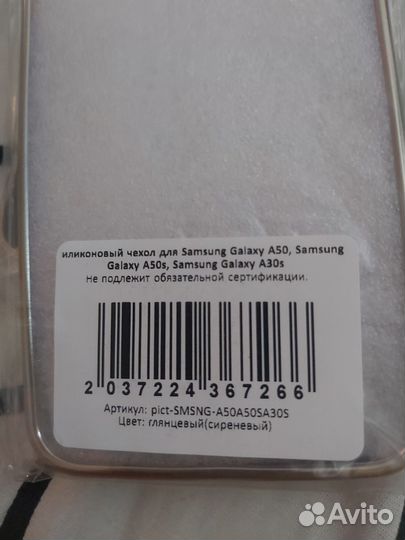 иликоновый чехол для Samsung Galaxy A50, Samsung
Galaxy A50s, Samsung Galaxy A30s
Не подлежит обязательной сертификации.
2 037224 367266
Артикул: pict-SMSNG-A50A50SA30S
Цвет: глянцевый(сиреневый)
Avito